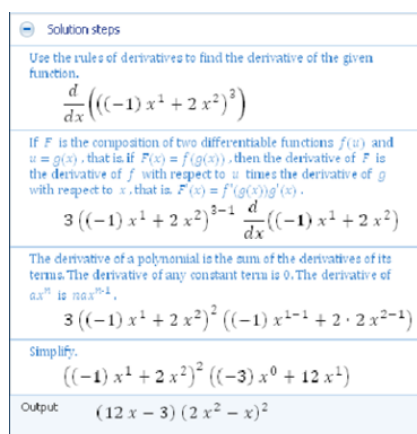 Solution steps
Use the rules of derivatives to find the derivative of the given
function.
d/dx (((−1) x¹ + 2 x²)³)
If F is the composition of two differentiable functions f(u) and
u = g(x), that is if F(x) = f(g(x)), then the derivative of F is
the derivative of f with respect to u times the derivative of g
with respect to x, that is F'(x) = f'(g(x))g'(x).
3 ((−1) x¹ + 2 x²)³⁻¹ d/dx ((−1) x¹ + 2 x²)
The derivative of a polynomial is the sum of the derivatives of its
terms. The derivative of any constant term is 0. The derivative of
axⁿ is naxⁿ⁻¹.
3 ((−1) x¹ + 2 x²)² ((−1) x¹⁻¹ + 2 · 2 x²⁻¹)
Simplify.
((−1) x¹ + 2 x²)² ((−3) x⁰ + 12 x¹)
Output (12 x − 3) (2 x² − x)²